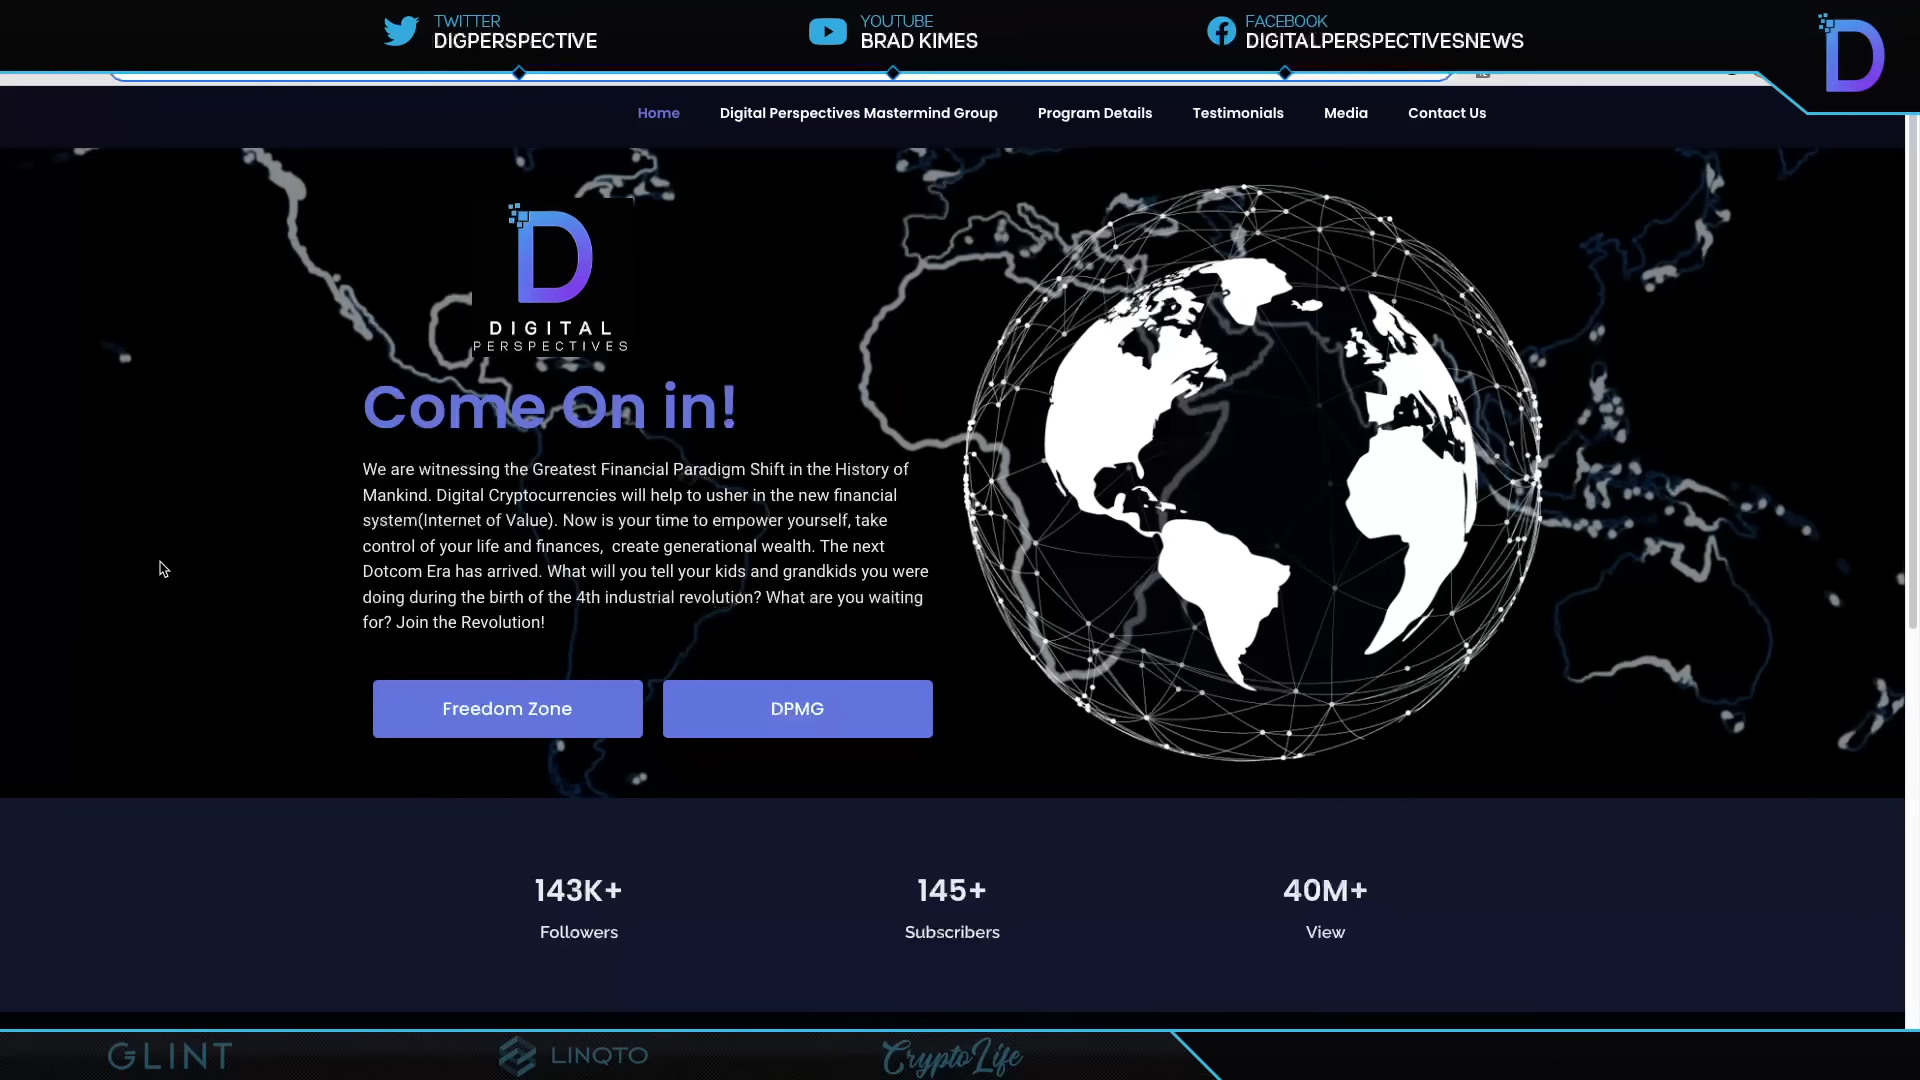 TWITTER
DIGPERSPECTIVE
YOUTUBE
BRAD KIMES
FACEBOOK
DIGITALPERSPECTIVESNEWS
D
Home Digital Perspectives Mastermind Group Program Details Testimonials Media Contact Us
D
DIGITAL
PERSPECTIVES
Come On in!
We are witnessing the Greatest Financial Paradigm Shift in the History of
Mankind. Digital Cryptocurrencies will help to usher in the new financial
system(Internet of Value). Now is your time to empower yourself, take
control of your life and finances, create generational wealth. The next
Dotcom Era has arrived. What will you tell your kids and grandkids you were
doing during the birth of the 4th industrial revolution? What are you waiting
for? Join the Revolution!
Freedom Zone
DPMG
143K+
Followers
145+
Subscribers
40M+
View
GLINT
LINQTO
CryptoLife